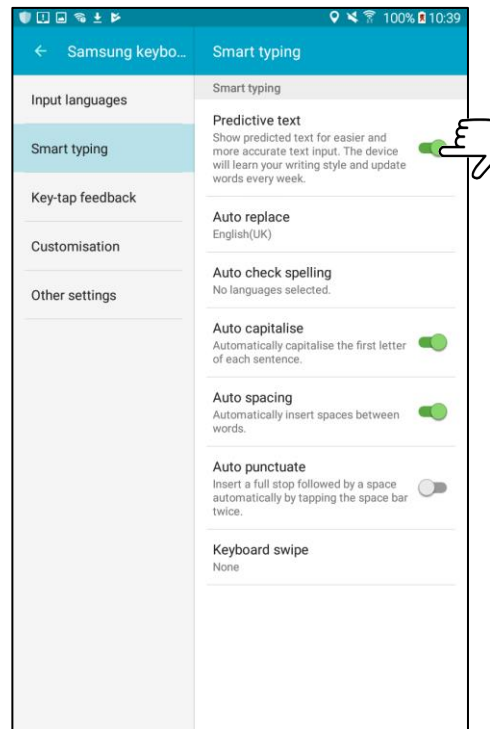 100% 10:39
Samsung keybo...
Smart typing
Input languages
Smart typing
Key-tap feedback
Customisation
Other settings
Smart typing
Predictive text
Show predicted text for easier and
more accurate text input. The device
will learn your writing style and update
words every week.
Auto replace
English(UK)
Auto check spelling
No languages selected.
Auto capitalise
Automatically capitalise the first letter
of each sentence.
Auto spacing
Automatically insert spaces between
words.
Auto punctuate
Insert a full stop followed by a space
automatically by tapping the space bar
twice.
Keyboard swipe
None